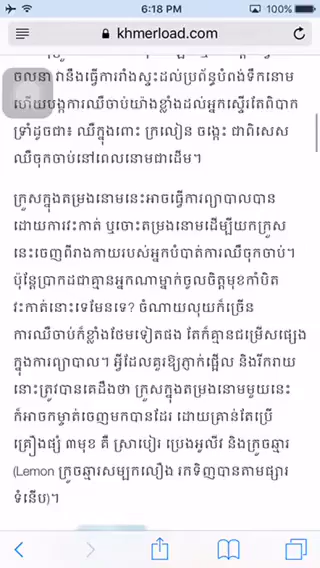 6:18 PM
100%
khmerload.com
ចលនា វានឹងធ្វើការរាំងស្ទះដល់ប្រព័ន្ធបំពង់ទឹកនោម
ហើយបង្កការឈឺចាប់យ៉ាងខ្លាំងដល់អ្នកស្ទើរតែពិបាក
ទ្រាំដូចជា៖ ឈឺក្នុងពោះ ក្រលៀន ចង្កេះ ជាពិសេស
ឈឺចុកចាប់នៅពេលនោមជាដើម។
ក្រួសក្នុងតម្រងនោមនេះអាចធ្វើការព្យាបាលបាន
ដោយការវះកាត់ ឬចោះតម្រងនោមដើម្បីយកក្រួស
នេះចេញពីរាងកាយរបស់អ្នកបំបាត់ការឈឺចុកចាប់។
ប៉ុន្តែប្រាកដជាគ្មានអ្នកណាម្នាក់ចូលចិត្តមុខកាំបិត
វះកាត់នោះទេមែនទេ? ចំណាយលុយក៏ច្រើន
ការឈឺចាប់ក៏ខ្លាំងថែមទៀតផង តែក៏គ្មានជម្រើសផ្សេង
ក្នុងការព្យាបាល។ អ្វីដែលគួរឱ្យភ្ញាក់ផ្អើល និងរីករាយ
នោះត្រូវបានគេដឹងថា ក្រួសក្នុងតម្រងនោមមួយនេះ
ក៏អាចកម្ចាត់ចេញមកបានដែរ ដោយគ្រាន់តែប្រើ
គ្រឿងផ្សំ ៣មុខ គឺ ស្រាបៀរ ប្រេងអូលីវ និងក្រូចឆ្មារ
(Lemon ក្រូចឆ្មារសម្បកលឿង រកទិញបានតាមផ្សារ
ទំនើប)។